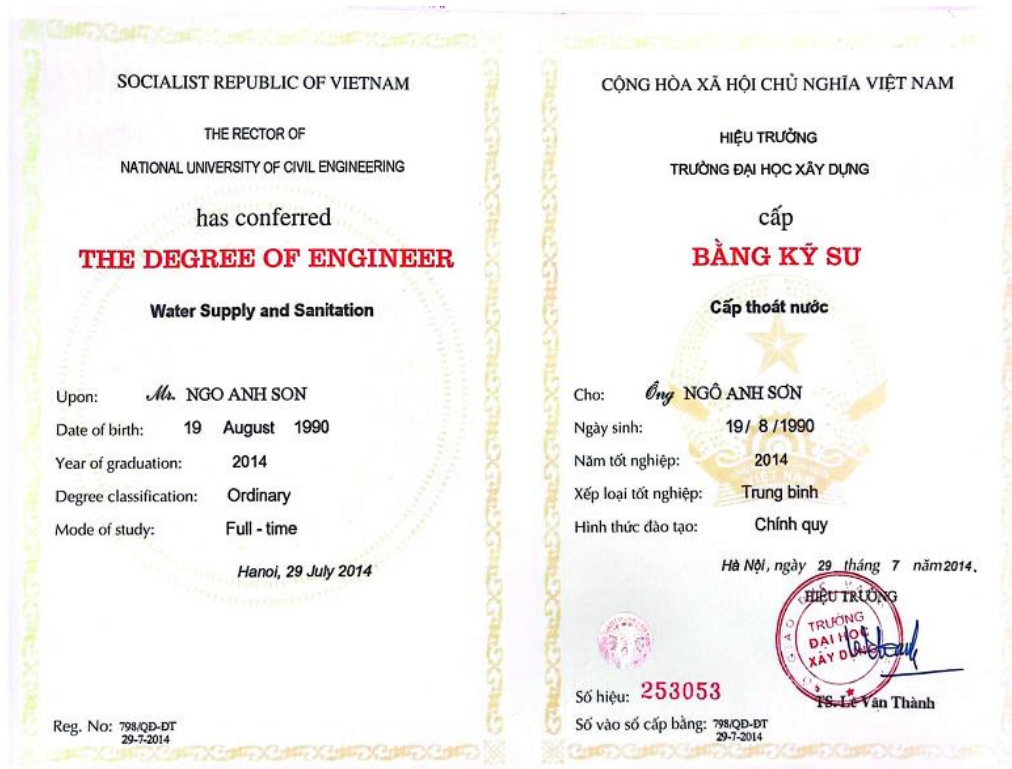 SOCIALIST REPUBLIC OF VIETNAM
THE RECTOR OF
NATIONAL UNIVERSITY OF CIVIL ENGINEERING
has conferred
THE DEGREE OF ENGINEER
Water Supply and Sanitation
Upon: Mr. NGO ANH SON
Date of birth: 19 August 1990
Year of graduation: 2014
Degree classification: Ordinary
Mode of study: Full - time
Hanoi, 29 July 2014
Reg. No: 798/QĐ-ĐT
29-7-2014
CỘNG HÒA XÃ HỘI CHỦ NGHĨA VIỆT NAM
HIỆU TRƯỞNG
TRƯỜNG ĐẠI HỌC XÂY DỰNG
cấp
BẰNG KỸ SƯ
Cấp thoát nước
Cho: Ông NGÔ ANH SƠN
Ngày sinh: 19/ 8 /1990
Năm tốt nghiệp: 2014
Xếp loại tốt nghiệp: Trung bình
Hình thức đào tạo: Chính quy
Hà Nội, ngày 29 tháng 7 năm 2014.
HIỆU TRƯỞNG
TRƯỜNG
ĐẠI HỌC
XÂY DỰNG
TS. Lê Văn Thành
Số hiệu: 253053
Số vào sổ cấp bằng: 798/QĐ-ĐT
29-7-2014